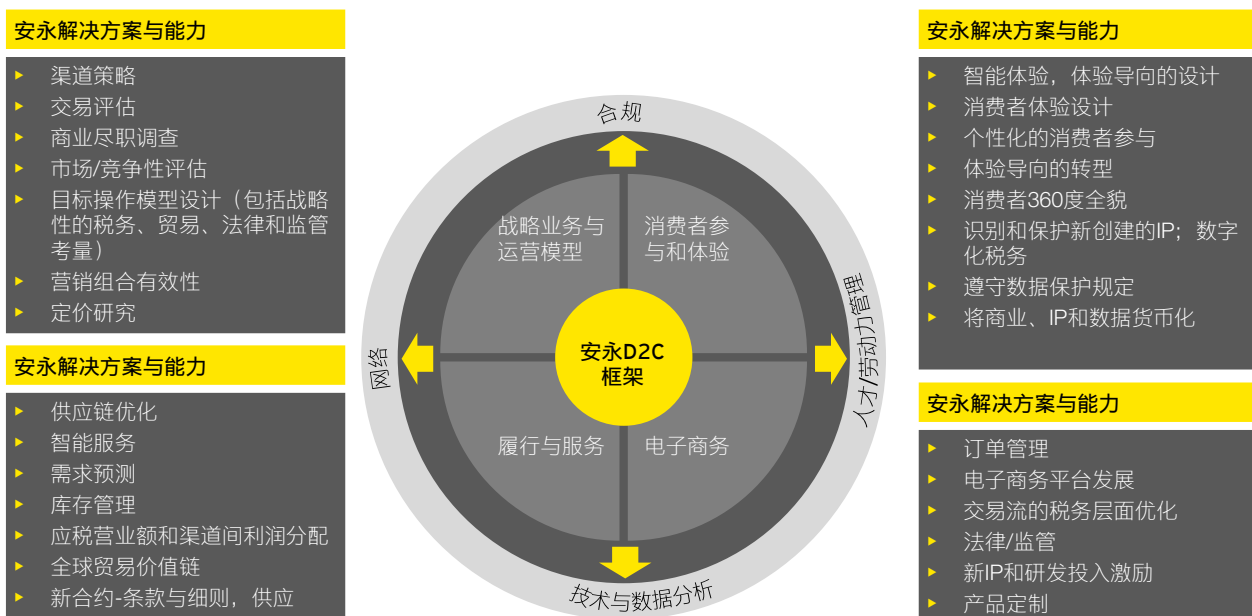 安永解决方案与能力
渠道策略
交易评估
商业尽职调查
市场/竞争性评估
目标操作模型设计（包括战略
性的税务、贸易、法律和监管
考量）
营销组合有效性
定价研究
安永解决方案与能力
供应链优化
智能服务
需求预测
库存管理
应税营业额和渠道间利润分配
全球贸易价值链
新合约-条款与细则，供应
合规
战略业务与
运营模型
消费者参
与和体验
网络
安永D2C
框架
人才/劳动力管理
履行与服务
电子商务
技术与数据分析
安永解决方案与能力
智能体验，体验导向的设计
消费者体验设计
个性化的消费者参与
体验导向的转型
消费者360度全貌
识别和保护新创建的IP；数字
化税务
遵守数据保护规定
将商业、IP和数据货币化
安永解决方案与能力
订单管理
电子商务平台发展
交易流的税务层面优化
法律/监管
新IP和研发投入激励
产品定制